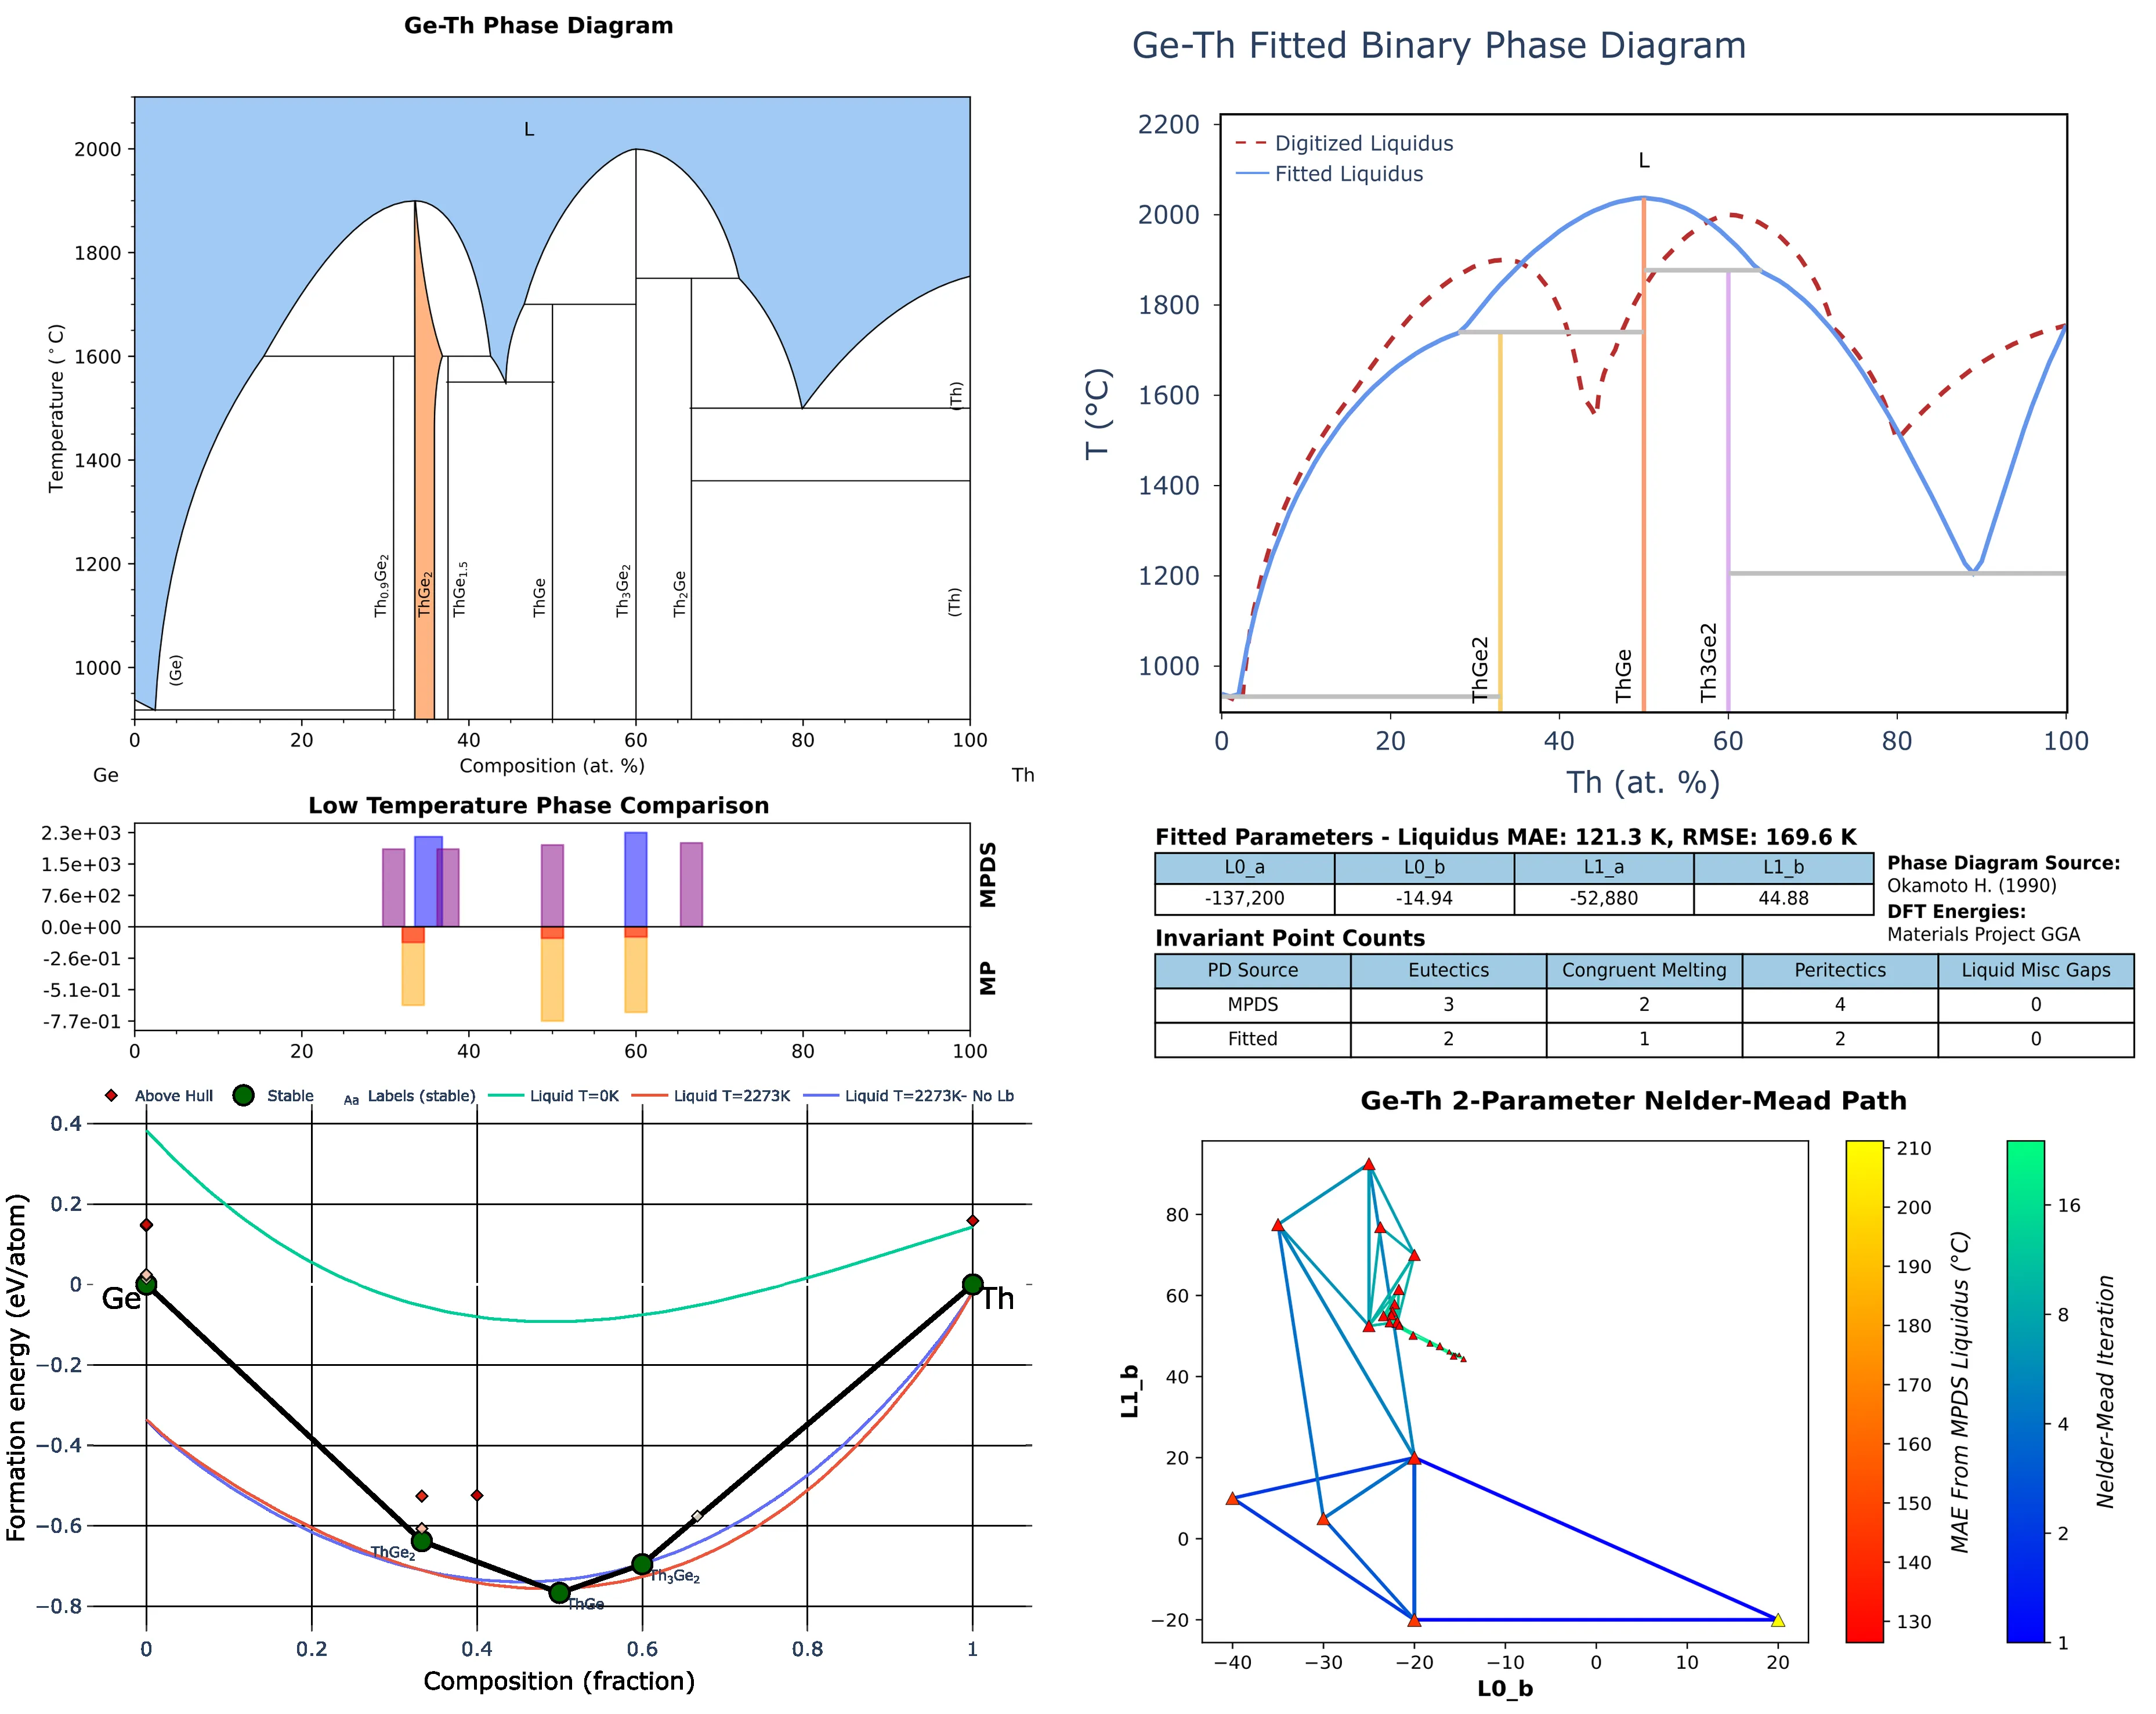 Ge-Th Phase Diagram
L
2000
1800
1600
1400
1200
1000
Temperature (°C)
(Ge)
Th0.9Ge2
ThGe2
ThGe1.5
ThGe
Th3Ge2
Th2Ge
(Th)
(Th)
0 20 40 60 80 100
Composition (at. %)
Ge Th
Ge-Th Fitted Binary Phase Diagram
Digitized Liquidus
Fitted Liquidus
L
2200
2000
1800
1600
1400
1200
1000
T (°C)
ThGe2
ThGe
Th3Ge2
0 20 40 60 80 100
Th (at. %)
Low Temperature Phase Comparison
2.3e+03
1.5e+03
7.6e+02
0.0e+00
-2.6e-01
-5.1e-01
-7.7e-01
MPDS
MP
0 20 40 60 80 100
Fitted Parameters - Liquidus MAE: 121.3 K, RMSE: 169.6 K
L0_a L0_b L1_a L1_b
-137,200 -14.94 -52,880 44.88
Phase Diagram Source:
Okamoto H. (1990)
DFT Energies:
Materials Project GGA
Invariant Point Counts
PD Source Eutectics Congruent Melting Peritectics Liquid Misc Gaps
MPDS 3 2 4 0
Fitted 2 1 2 0
Above Hull Stable Aa Labels (stable) Liquid T=0K Liquid T=2273K Liquid T=2273K- No Lb
0.4
0.2
0
−0.2
−0.4
−0.6
−0.8
Formation energy (eV/atom)
Ge
Th
ThGe2
ThGe
Th3Ge2
0 0.2 0.4 0.6 0.8 1
Composition (fraction)
Ge-Th 2-Parameter Nelder-Mead Path
80
60
40
20
0
−20
L1_b
−40 −30 −20 −10 0 10 20
L0_b
210
200
190
180
170
160
150
140
130
MAE From MPDS Liquidus (°C)
16
8
4
2
1
Nelder-Mead Iteration